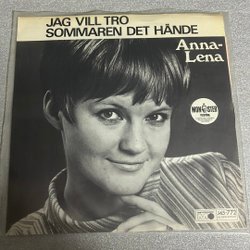 JAG VILL TRO
SOMMAREN DET HÄNDE
Anna-
Lena